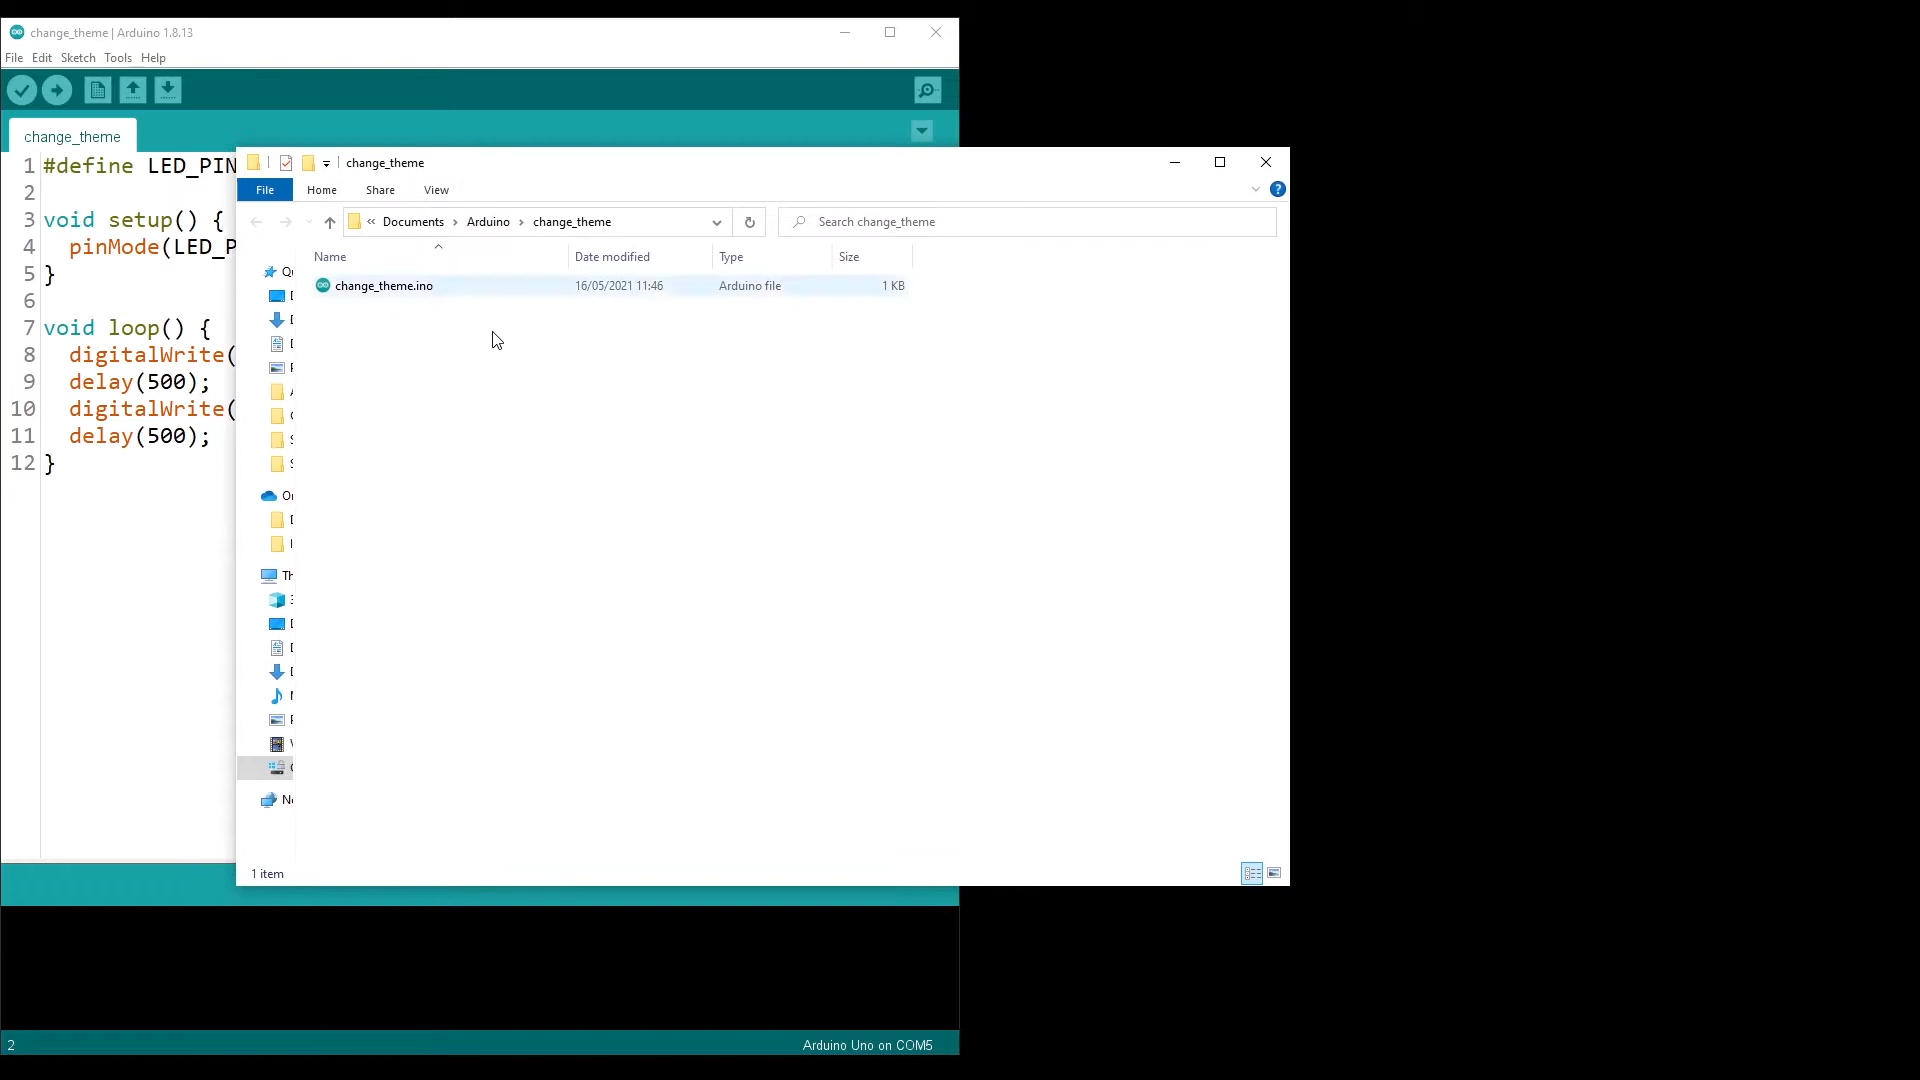 change_theme | Arduino 1.8.13
File Edit Sketch Tools Help
change_theme
1 #define LED_PIN
2
3 void setup() {
4 pinMode(LED_P
5 }
6
7 void loop() {
8 digitalWrite(
9 delay(500);
10 digitalWrite(
11 delay(500);
12 }
change_theme
File Home Share View
« Documents › Arduino › change_theme
Search change_theme
Name Date modified Type Size
change_theme.ino 16/05/2021 11:46 Arduino file 1 KB
1 item
2
Arduino Uno on COM5